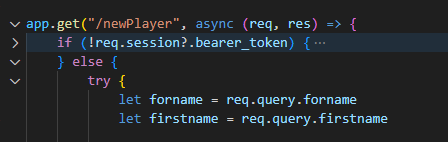 app.get("/newPlayer", async (req, res) => {
if (!req.session?.bearer_token) { ...
} else {
try {
let forname = req.query.forname
let firstname = req.query.firstname